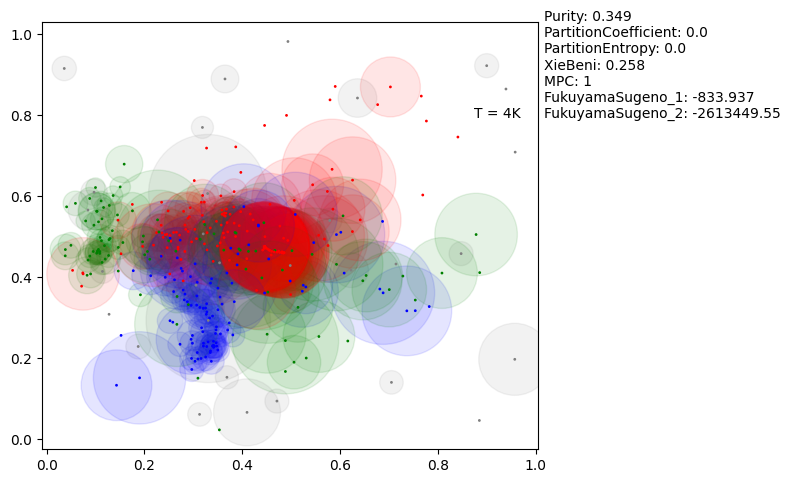 Purity: 0.349
PartitionCoefficient: 0.0
PartitionEntropy: 0.0
XieBeni: 0.258
MPC: 1
FukuyamaSugeno_1: -833.937
FukuyamaSugeno_2: -2613449.55
T = 4K
1.0
0.8
0.6
0.4
0.2
0.0
0.0 0.2 0.4 0.6 0.8 1.0